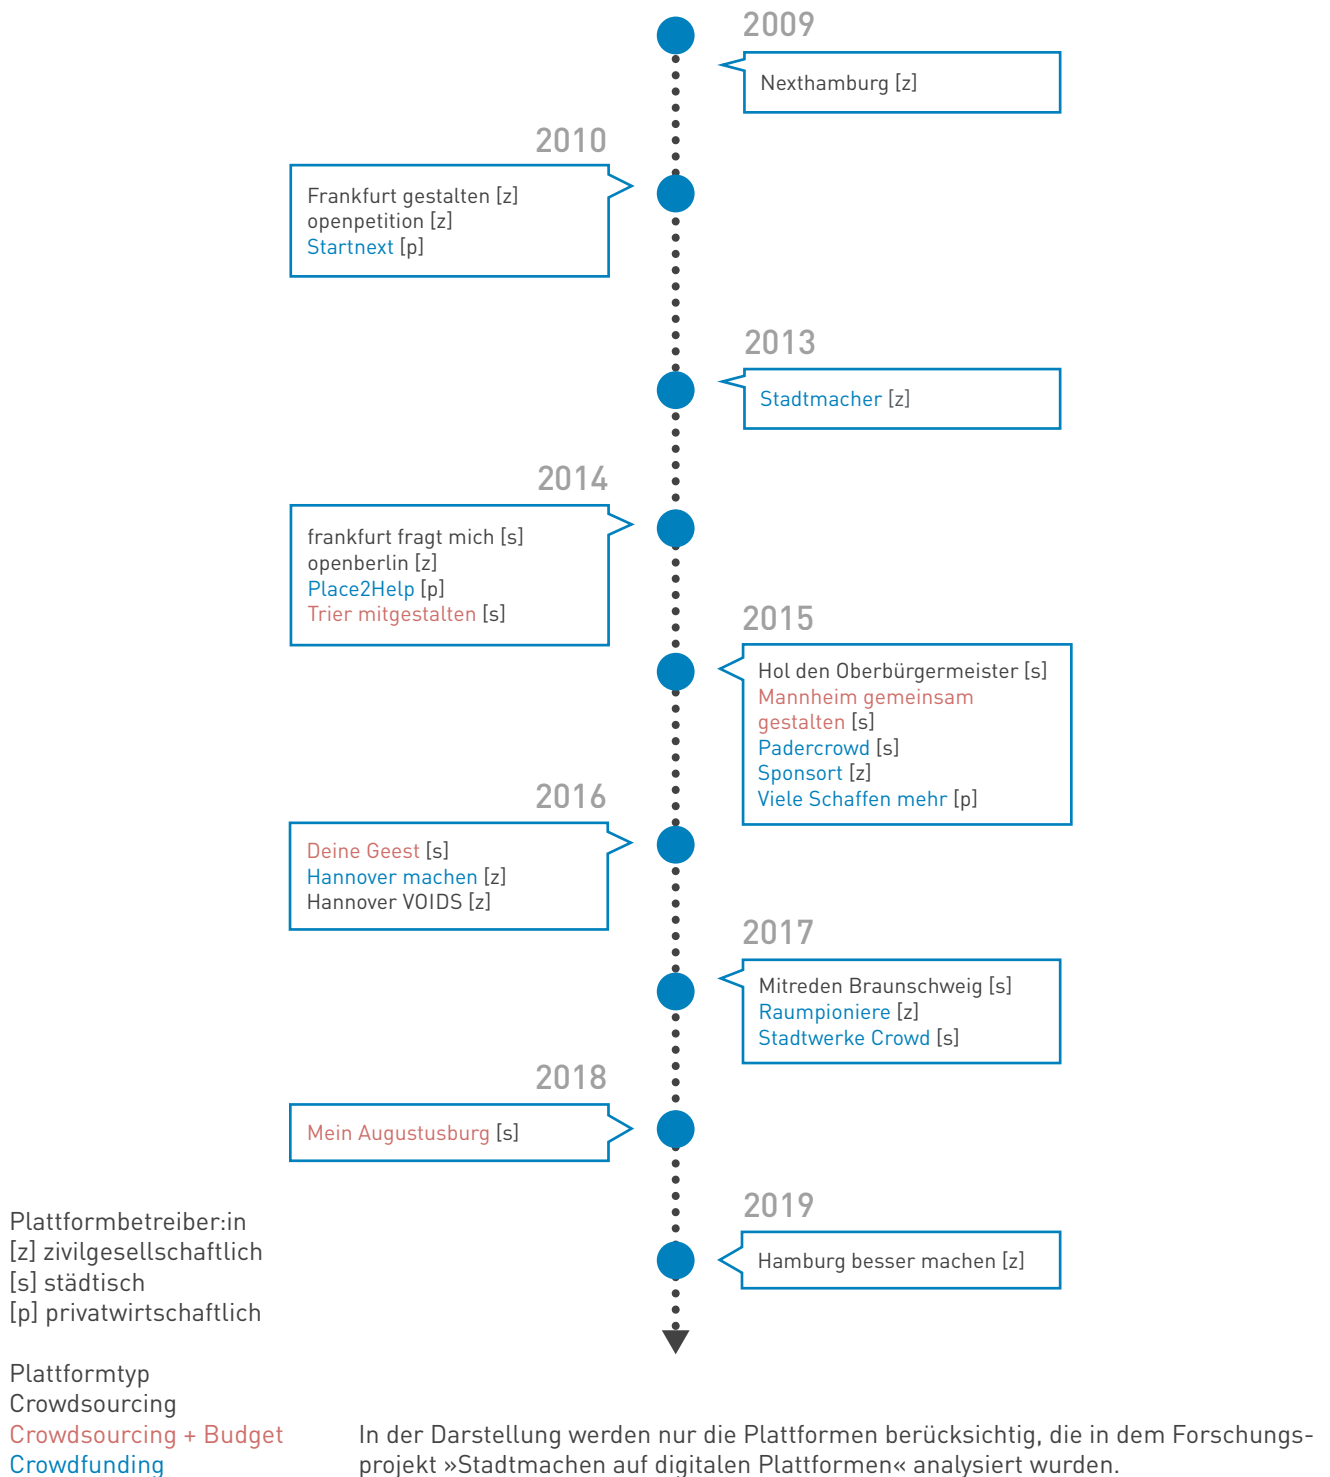 2009
Nexthamburg [z]
2010
Frankfurt gestalten [z]
openpetition [z]
Startnext [p]
2013
Stadtmacher [z]
2014
frankfurt fragt mich [s]
openberlin [z]
Place2Help [p]
Trier mitgestalten [s]
2015
Hol den Oberbürgermeister [s]
Mannheim gemeinsam
gestalten [s]
Padercrowd [s]
Sponsort [z]
Viele Schaffen mehr [p]
2016
Deine Geest [s]
Hannover machen [z]
Hannover VOIDS [z]
2017
Mitreden Braunschweig [s]
Raumpioniere [z]
Stadtwerke Crowd [s]
2018
Mein Augustusburg [s]
2019
Hamburg besser machen [z]
Plattformbetreiber:in
[z] zivilgesellschaftlich
[s] städtisch
[p] privatwirtschaftlich
Plattformtyp
Crowdsourcing
Crowdsourcing + Budget
Crowdfunding
In der Darstellung werden nur die Plattformen berücksichtig, die in dem Forschungs-
projekt »Stadtmachen auf digitalen Plattformen« analysiert wurden.